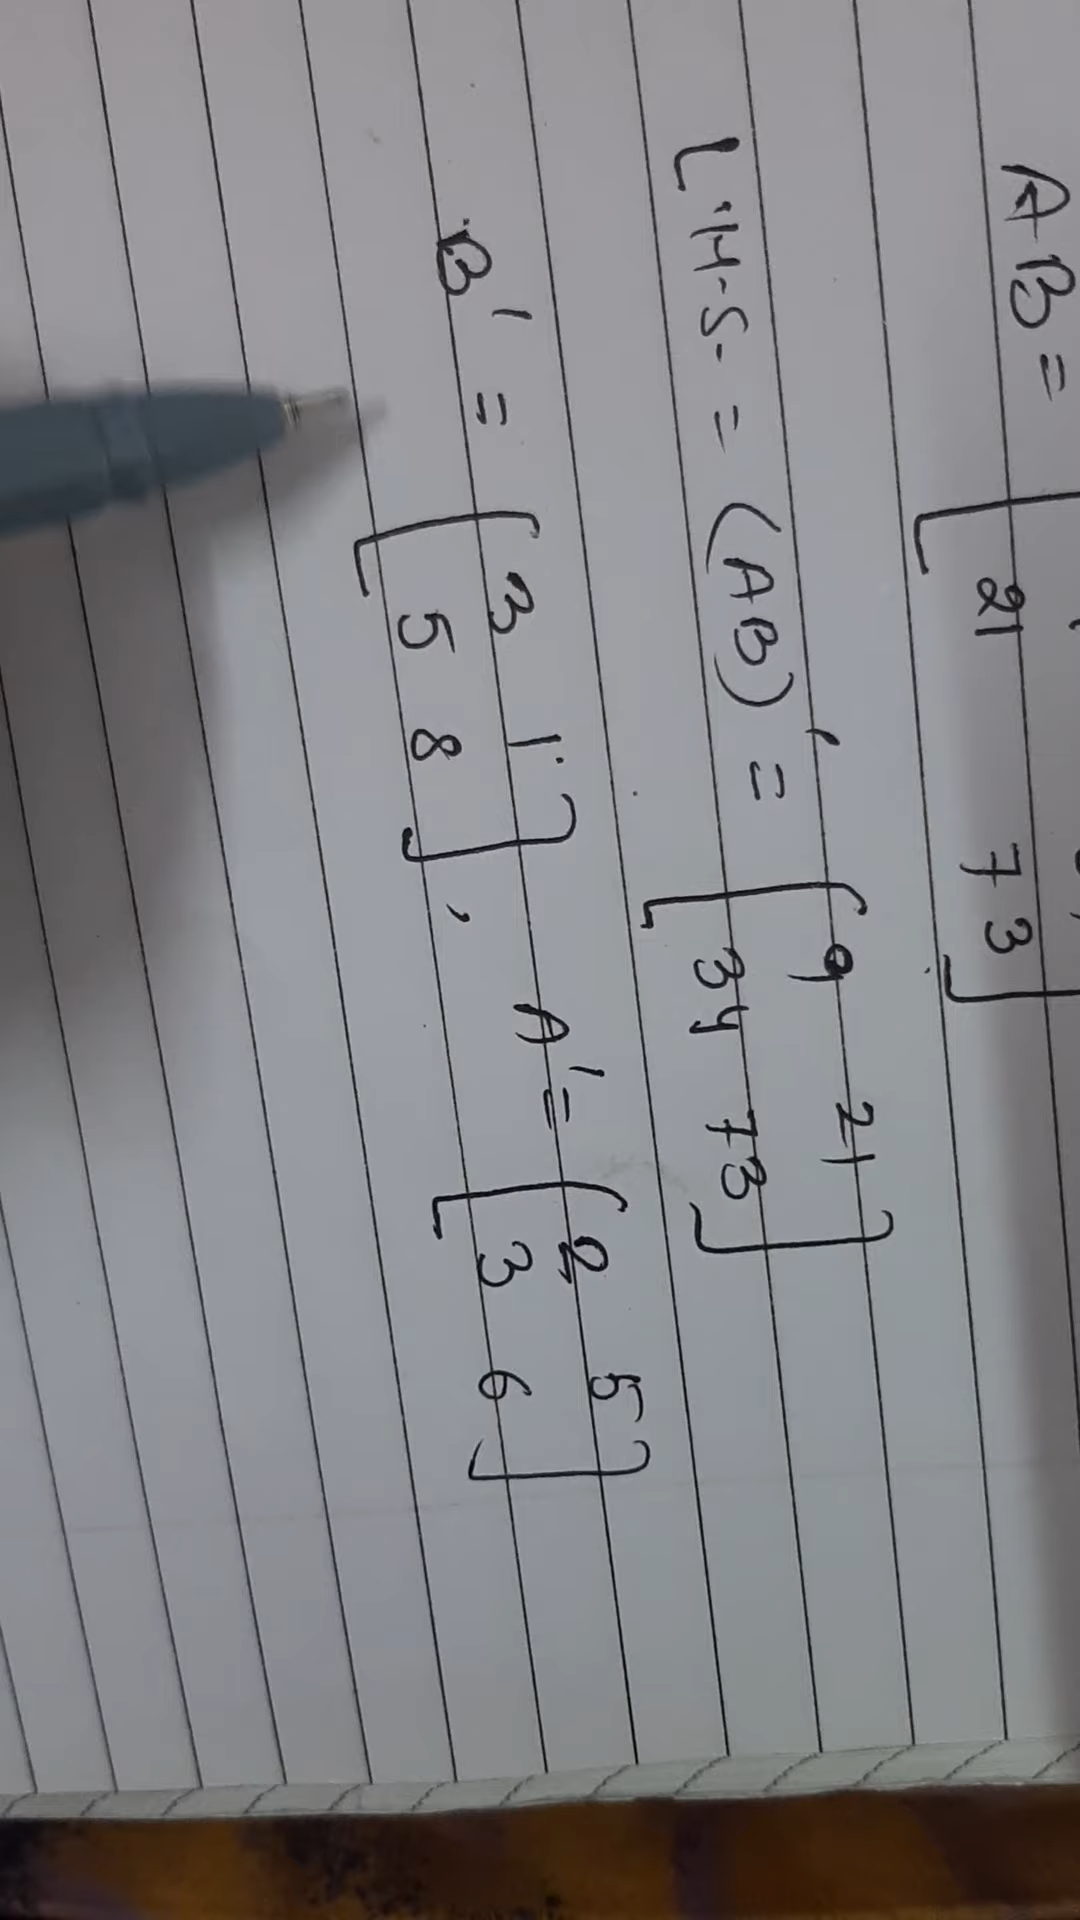 AB =
21 73
L.H.S. = (AB)' = [9 21
34 73]
B' = [3 1
5 8], A' = [2 5
3 6]